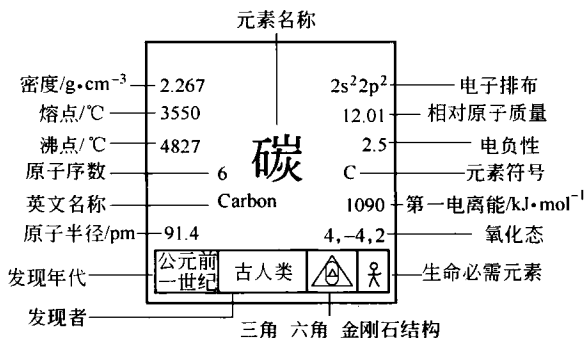 元素名称
密度/g•cm⁻³ 2.267 2s²2p² 电子排布
熔点/℃ 3550 12.01 相对原子质量
沸点/℃ 4827 碳 2.5 电负性
原子序数 6 C 元素符号
英文名称 Carbon 1090 第一电离能/kJ•mol⁻¹
原子半径/pm 91.4 4,-4,2 氧化态
发现年代 公元前 古人类 生命必需元素
一世纪
发现者 三角 六角 金刚石结构